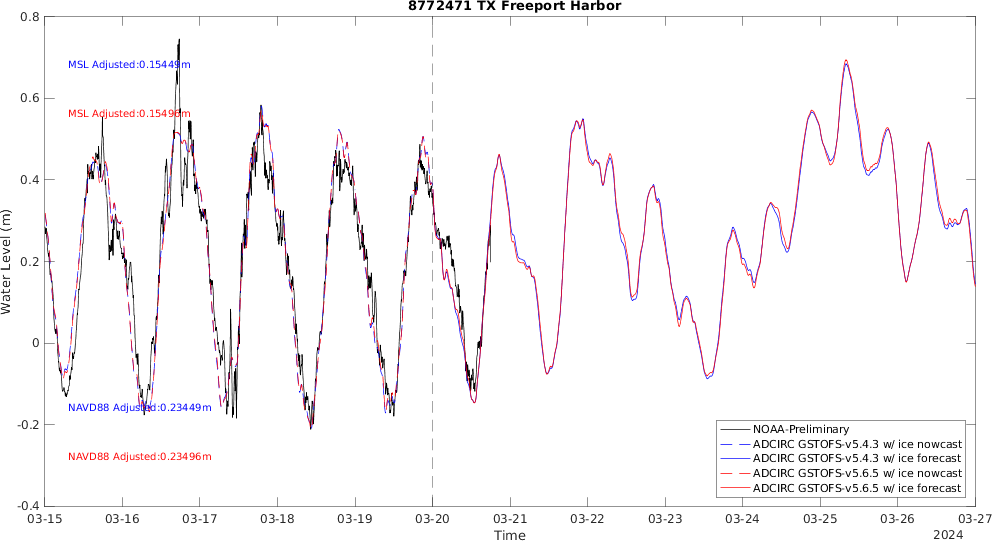 8772471 TX Freeport Harbor
0.8
MSL Adjusted:0.15449m
0.6
MSL Adjusted:0.15496m
0.4
Water Level (m)
0.2
0
NAVD88 Adjusted:0.23449m
-0.2
NAVD88 Adjusted:0.23496m
NOAA-Preliminary
ADCIRC GSTOFS-v5.4.3 w/ ice nowcast
ADCIRC GSTOFS-v5.4.3 w/ ice forecast
ADCIRC GSTOFS-v5.6.5 w/ ice nowcast
ADCIRC GSTOFS-v5.6.5 w/ ice forecast
-0.4
03-15 03-16 03-17 03-18 03-19 03-20 03-21 03-22 03-23 03-24 03-25 03-26 03-27
Time
2024